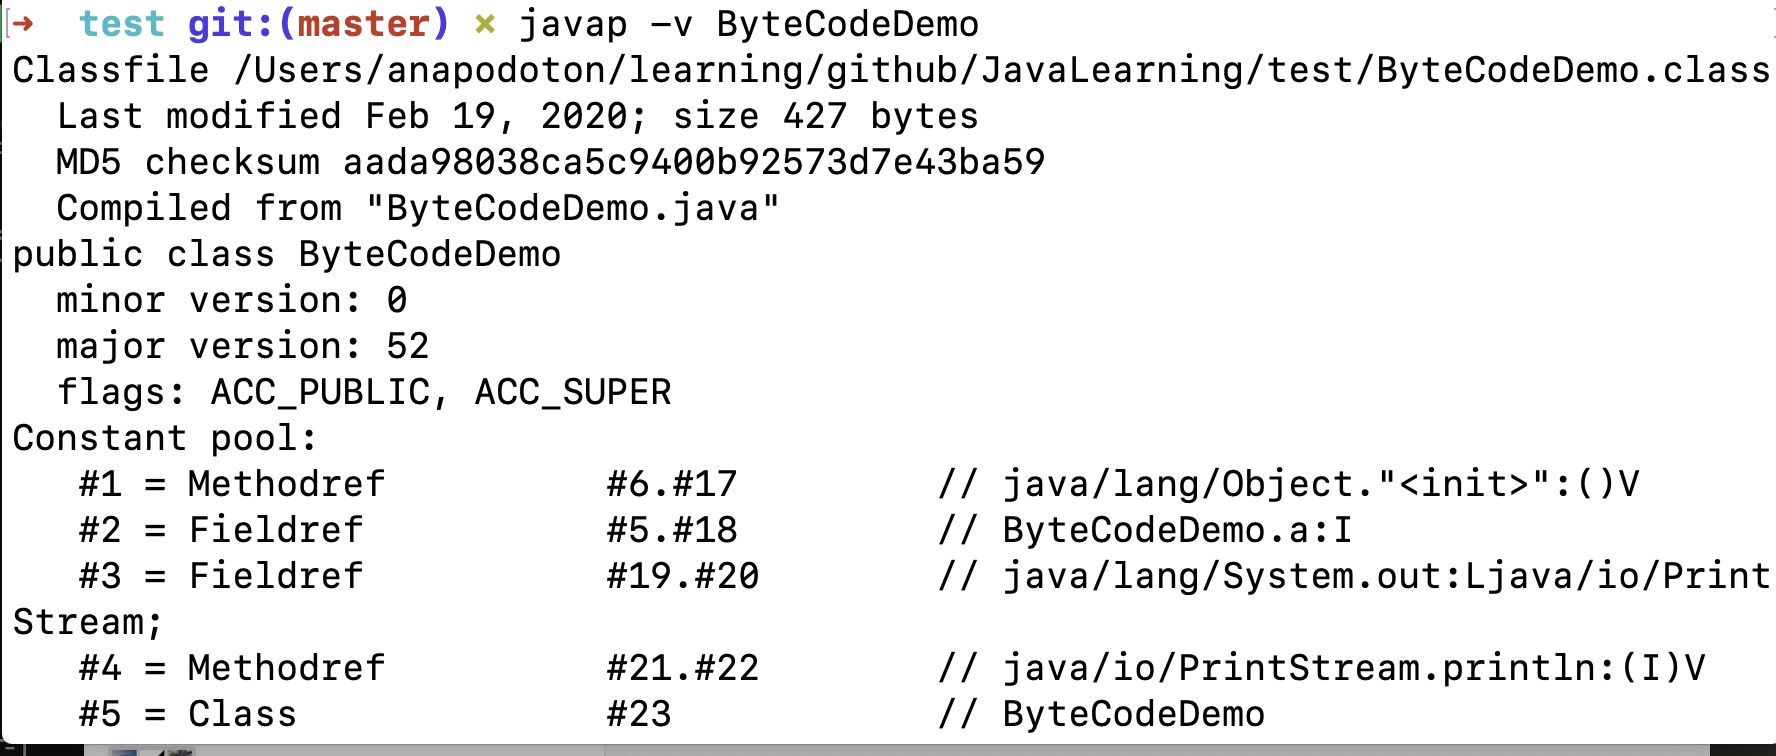 ➜  test git:(master) × javap -v ByteCodeDemo
Classfile /Users/anapodoton/learning/github/JavaLearning/test/ByteCodeDemo.class
  Last modified Feb 19, 2020; size 427 bytes
  MD5 checksum aada98038ca5c9400b92573d7e43ba59
  Compiled from "ByteCodeDemo.java"
public class ByteCodeDemo
  minor version: 0
  major version: 52
  flags: ACC_PUBLIC, ACC_SUPER
Constant pool:
   #1 = Methodref          #6.#17         // java/lang/Object."<init>":()V
   #2 = Fieldref           #5.#18         // ByteCodeDemo.a:I
   #3 = Fieldref           #19.#20        // java/lang/System.out:Ljava/io/Print
Stream;
   #4 = Methodref          #21.#22        // java/io/PrintStream.println:(I)V
   #5 = Class              #23            // ByteCodeDemo